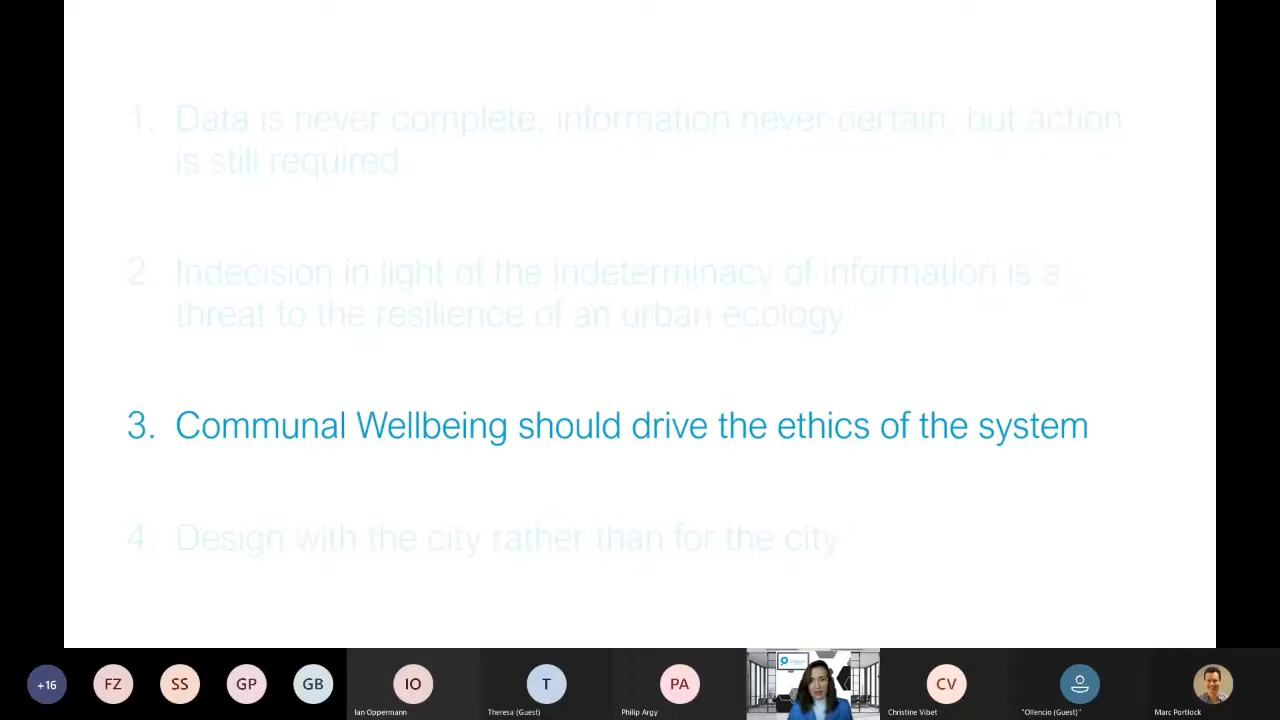 1. Data is never complete, information never certain, but action
is still required
2. Indecision in light of the indeterminacy of information is a
threat to the resilience of an urban ecology
3. Communal Wellbeing should drive the ethics of the system
4. Design with the city rather than for the city
+16
FZ
SS
GP
GB
IO
Ian Oppermann
T
Theresa (Guest)
PA
Philip Argy
CV
Christine Vibet
"Ollencio (Guest)"
Marc Portlock